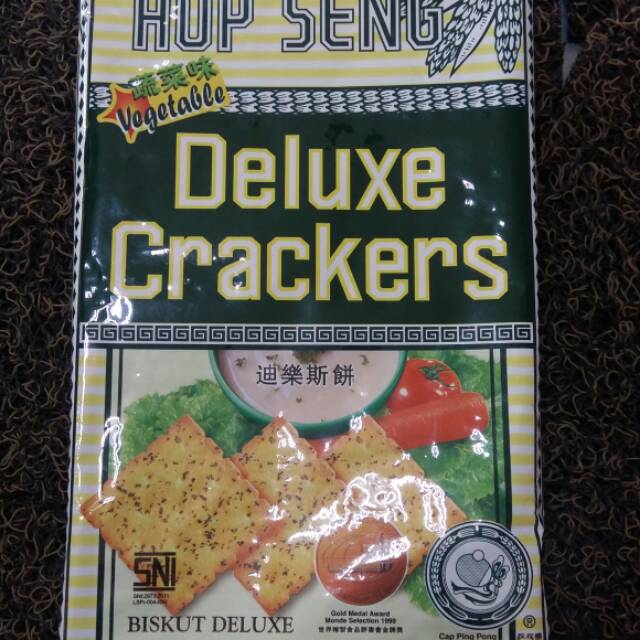 HUP SENG
蔬菜味
Vegetable
Deluxe
Crackers
迪樂斯餅
SNI
BISKUT DELUXE
Gold Medal Award
Monde Selection 1999
Cap Ping Pong
®